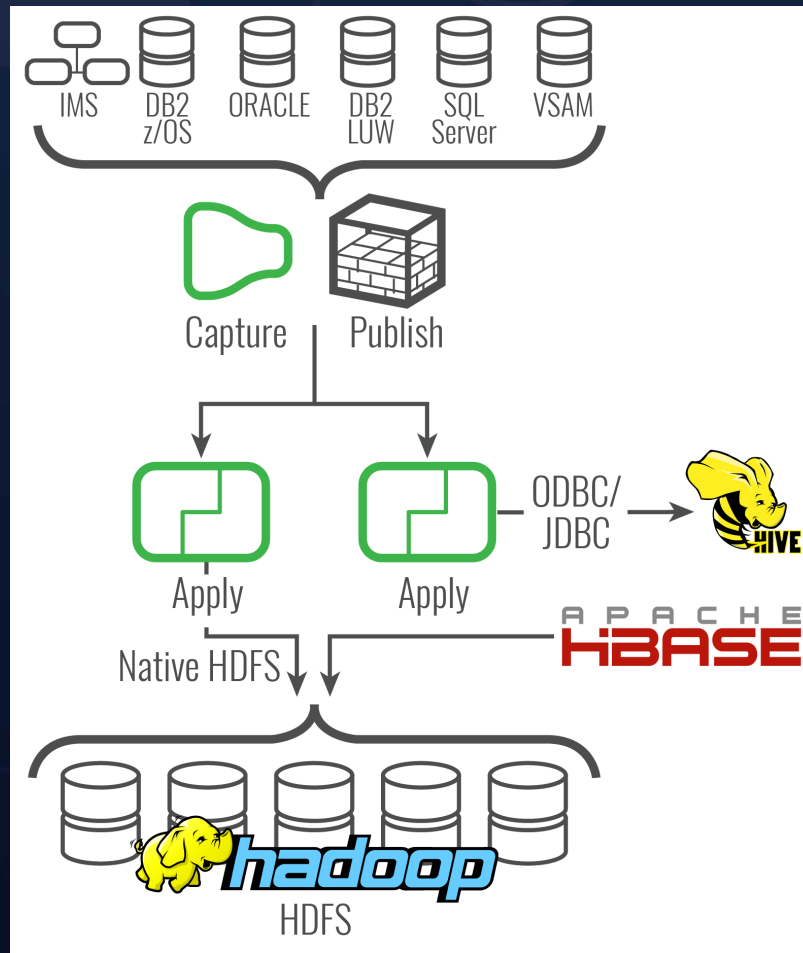 IMS
DB2
z/OS
ORACLE
DB2
LUW
SQL
Server
VSAM
Capture
Publish
ODBC/
JDBC
HIVE
Apply
Apply
APACHE
HBASE
Native HDFS
hadoop
HDFS